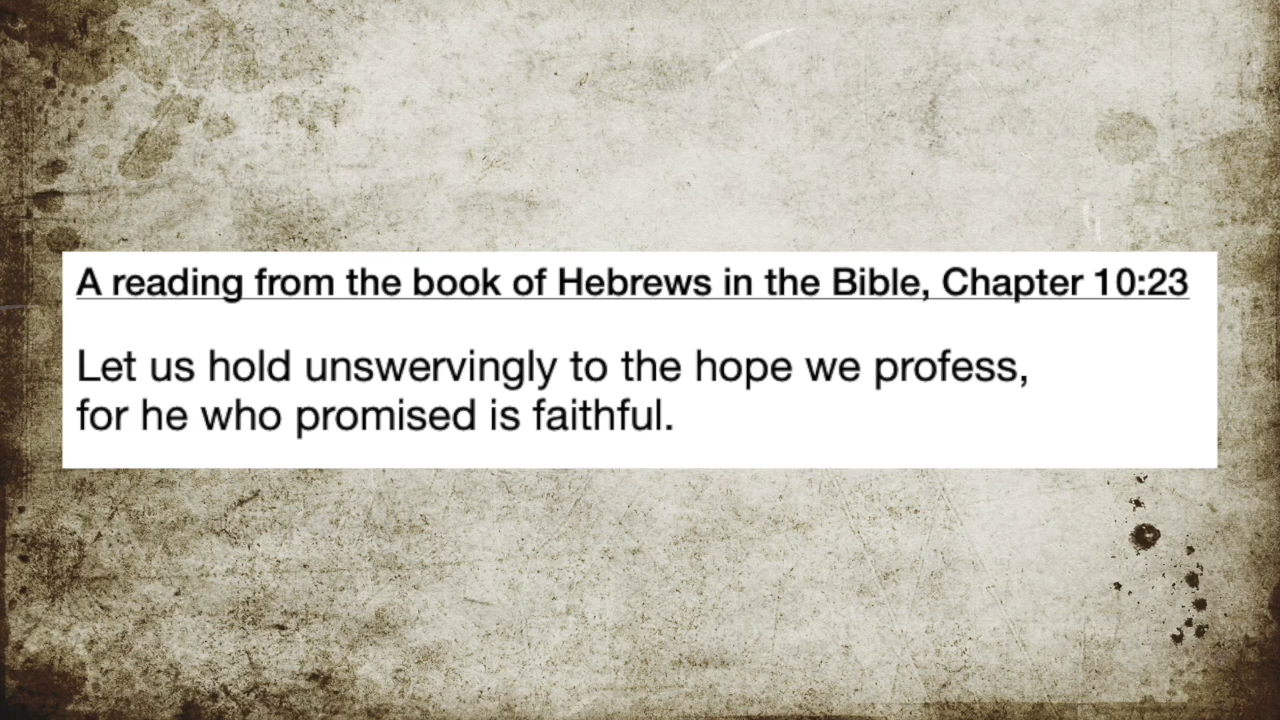 A reading from the book of Hebrews in the Bible, Chapter 10:23
Let us hold unswervingly to the hope we profess,
for he who promised is faithful.